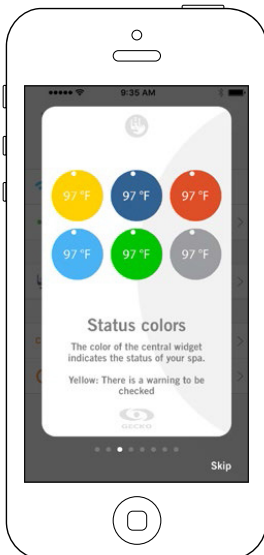 9:35 AM
97 °F 97 °F 97 °F
97 °F 97 °F 97 °F
Status colors
The color of the central widget
indicates the status of your spa.
Yellow: There is a warning to be
checked
GECKO
Skip